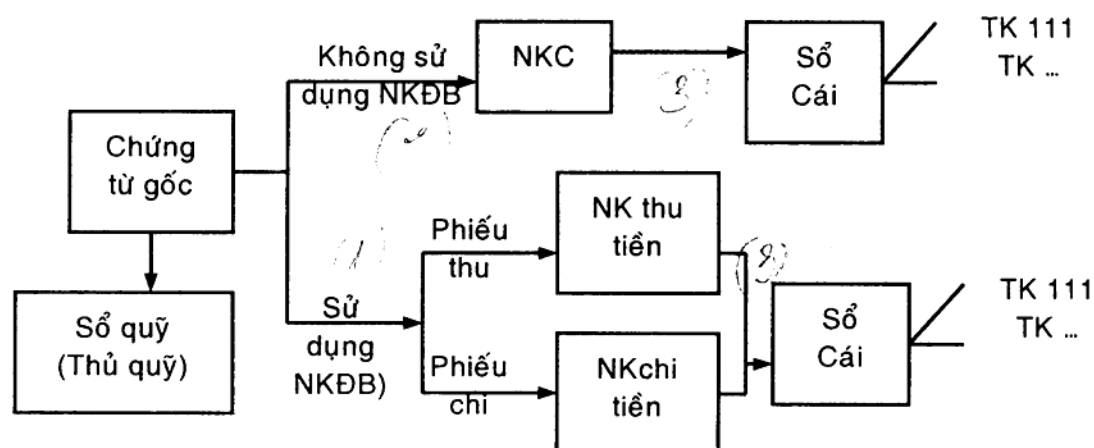 Không sử
dụng NKĐB
NKC
Sổ
Cái
TK 111
TK ...
Chứng
từ gốc
Sổ quỹ
(Thủ quỹ)
Sử
dụng
NKĐB)
Phiếu
thu
NK thu
tiền
Phiếu
chi
NKchi
tiền
Sổ
Cái
TK 111
TK ...